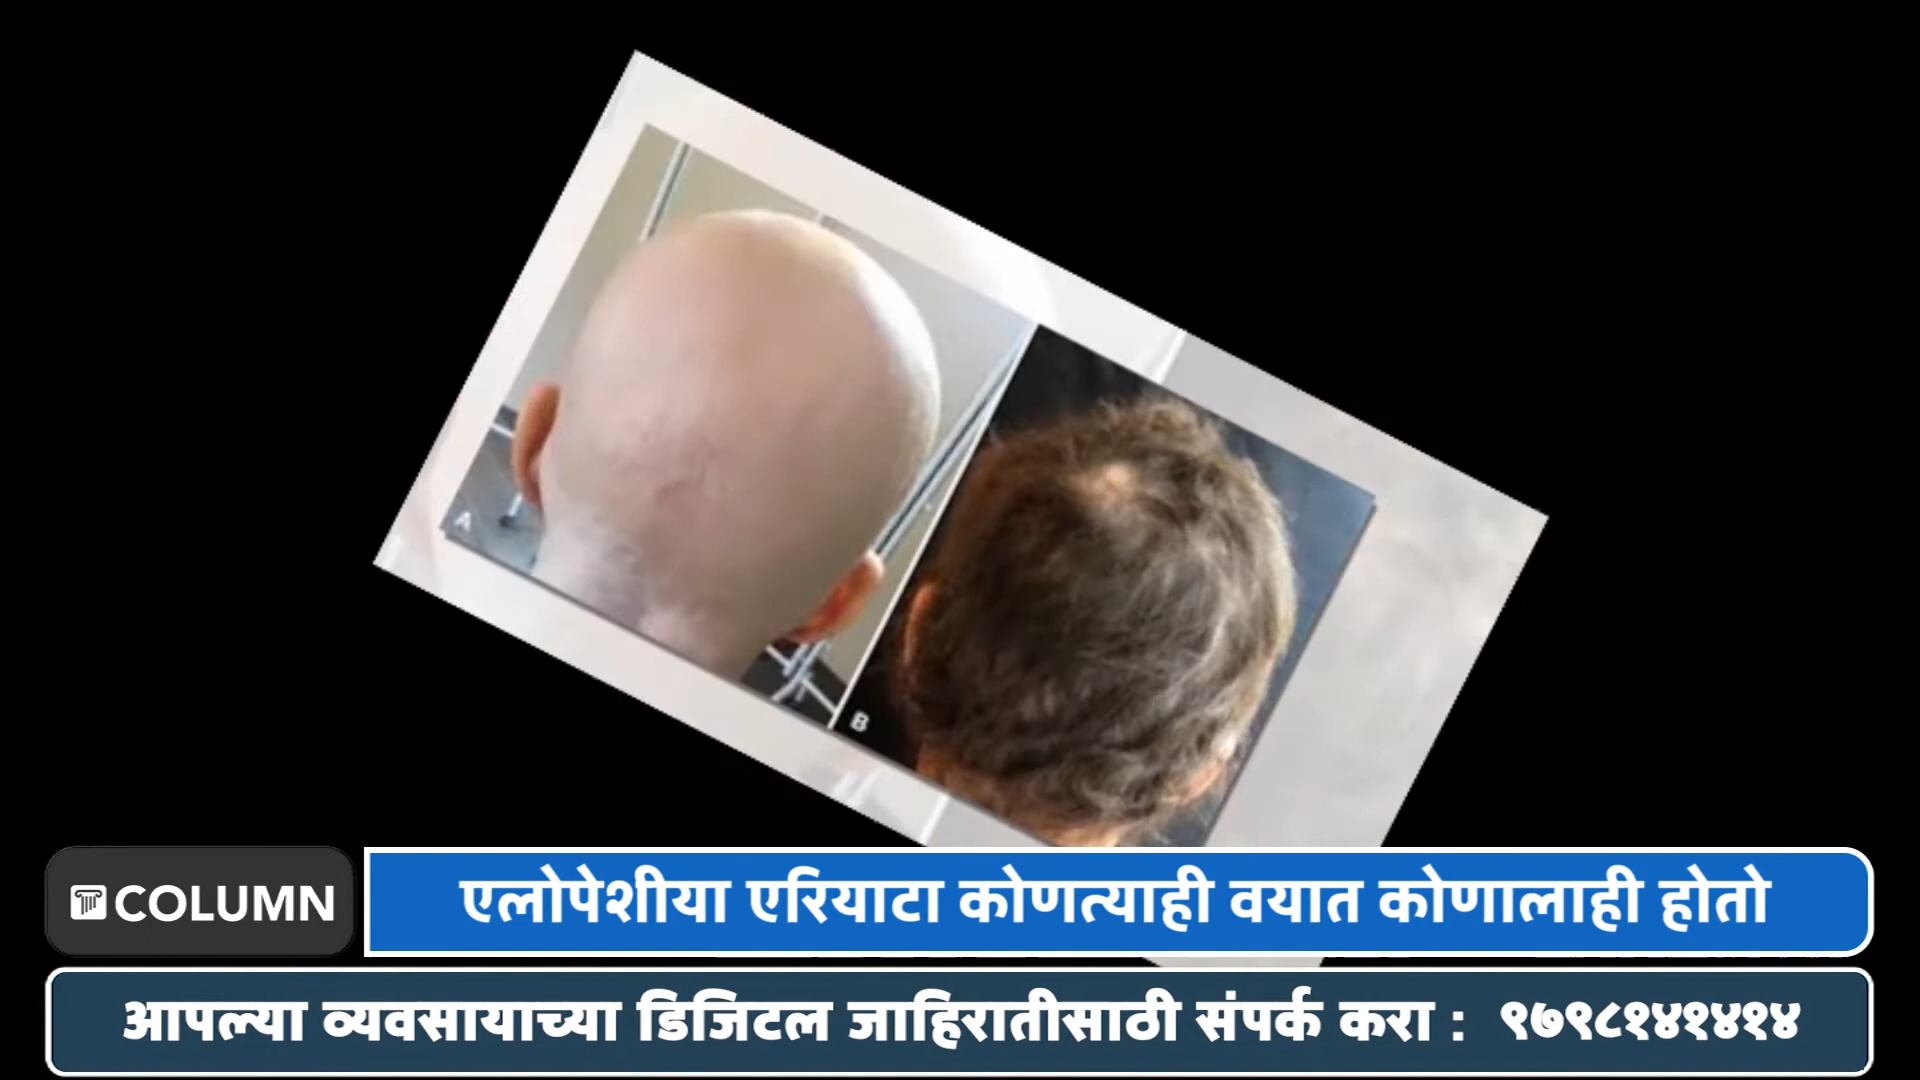 A
B
COLUMN
एलोपेशीया एरियाटा कोणत्याही वयात कोणालाही होतो
आपल्या व्यवसायाच्या डिजिटल जाहिरातीसाठी संपर्क करा : ९७९८१४१४१४